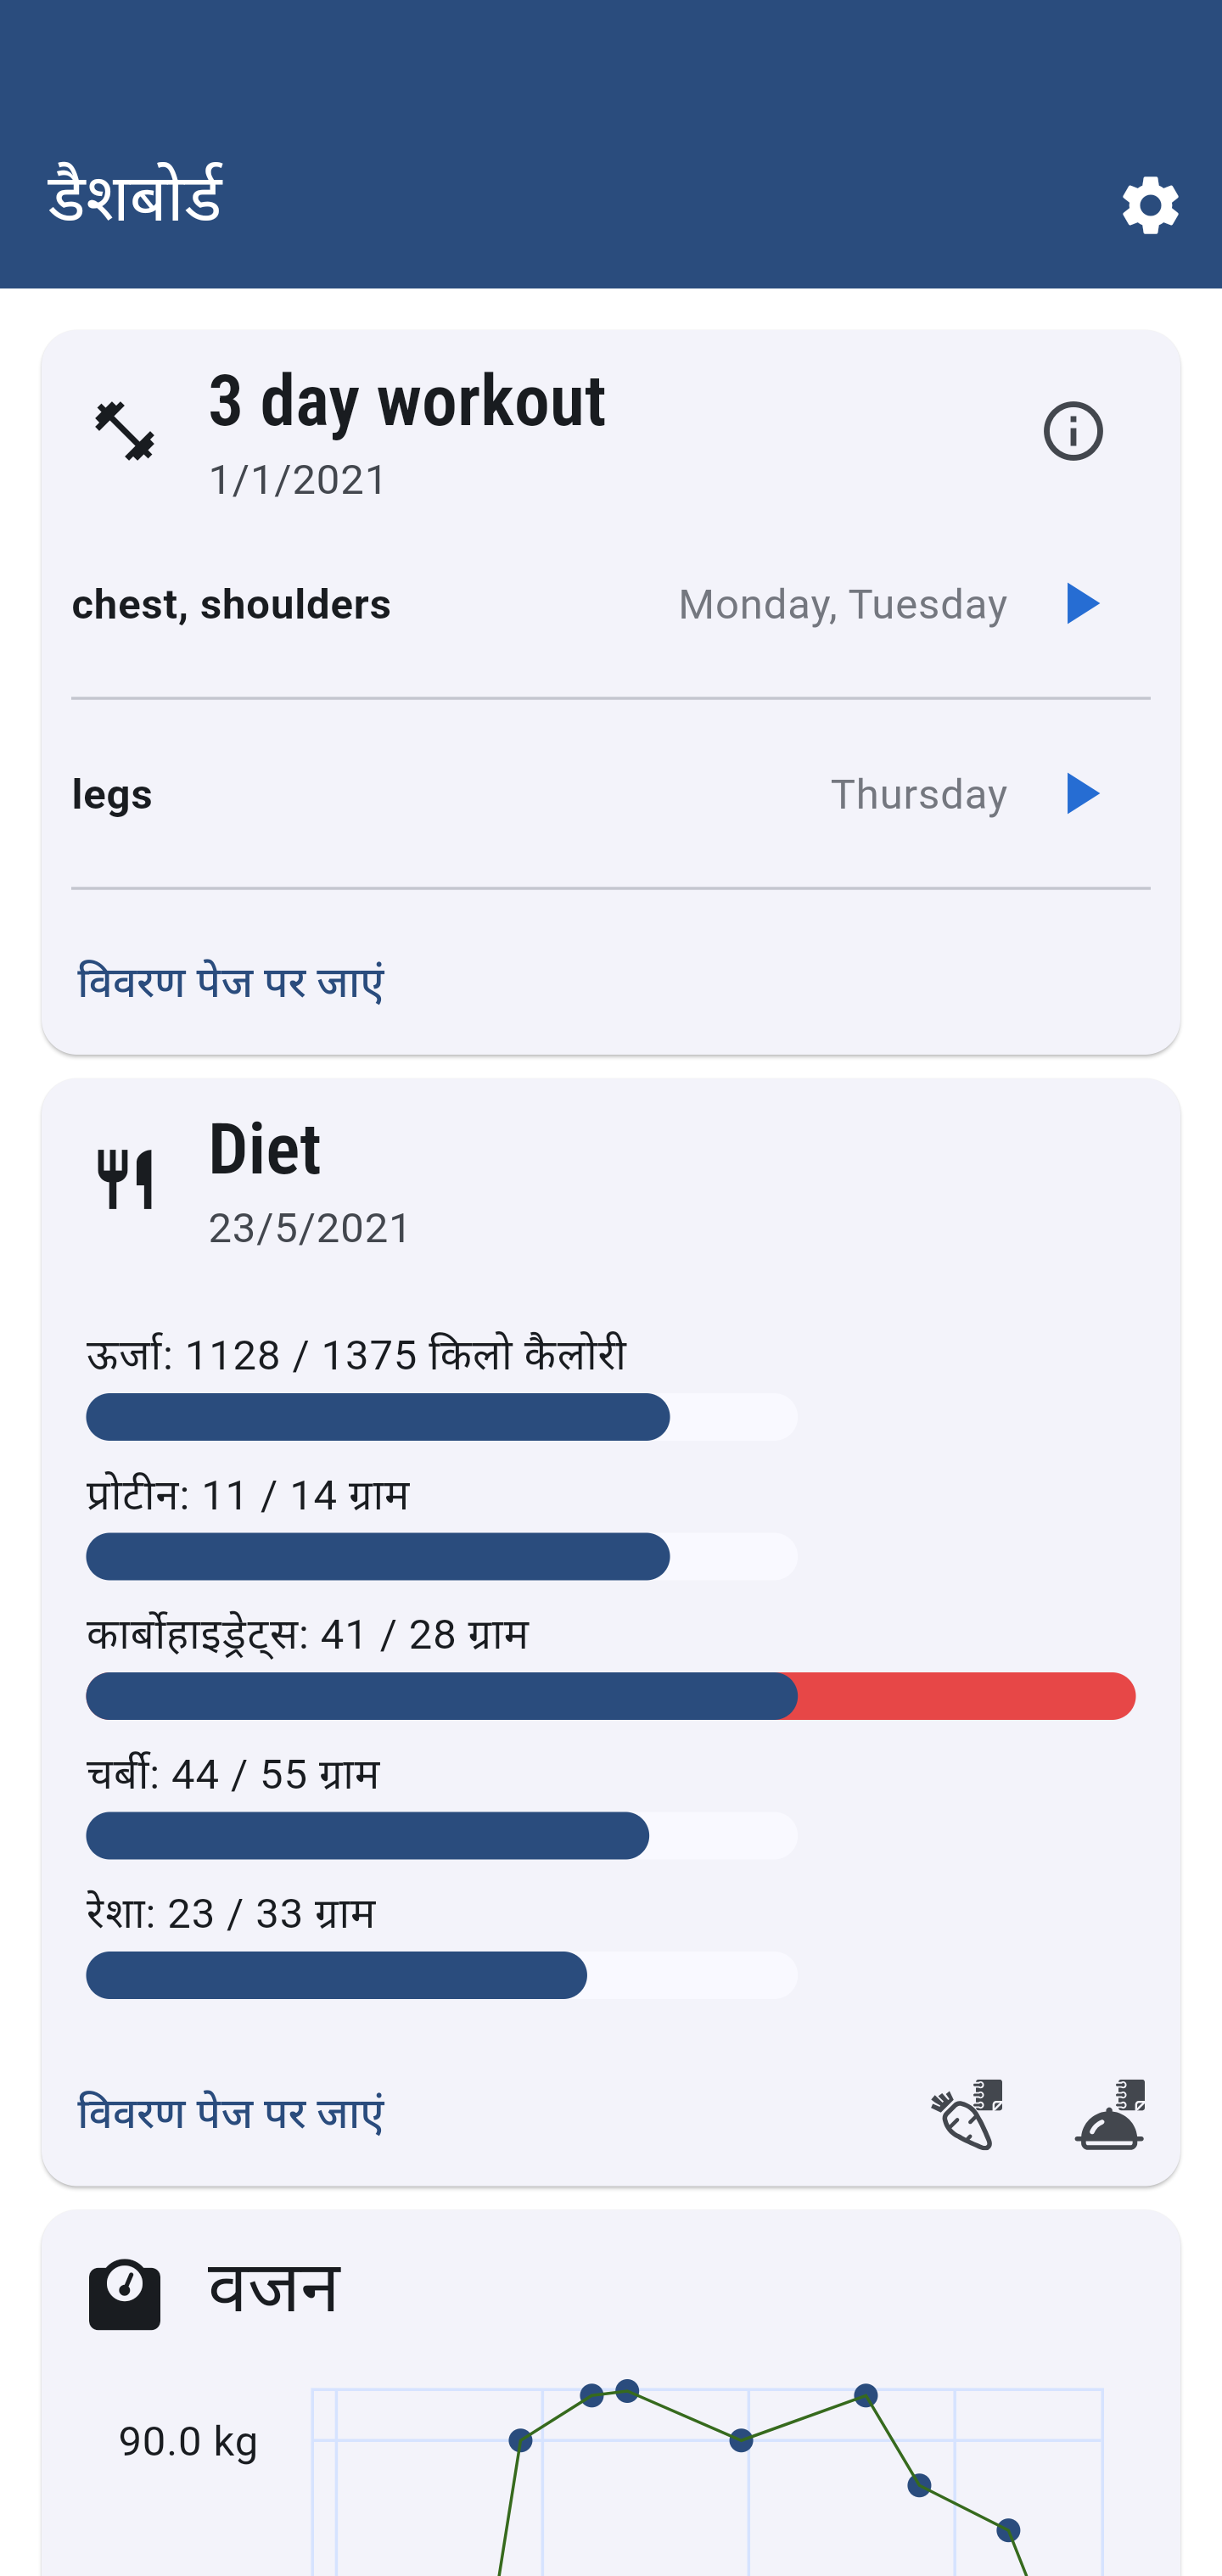 डैशबोर्ड
3 day workout
1/1/2021
chest, shoulders Monday, Tuesday
legs Thursday
विवरण पेज पर जाएं
Diet
23/5/2021
ऊर्जा: 1128 / 1375 किलो कैलोरी
प्रोटीन: 11 / 14 ग्राम
कार्बोहाइड्रेट्स: 41 / 28 ग्राम
चर्बी: 44 / 55 ग्राम
रेशा: 23 / 33 ग्राम
विवरण पेज पर जाएं
वजन
90.0 kg